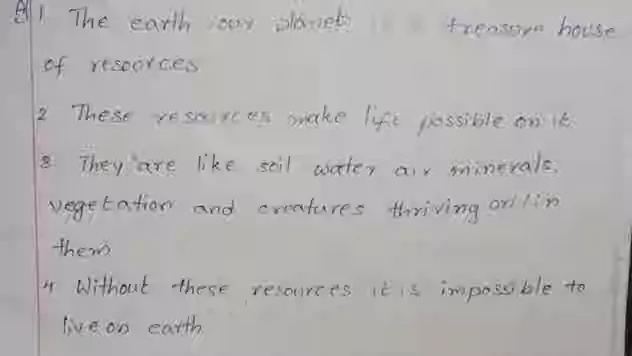 1 The earth our planet is a treasure house
of resources
2 These resources make life possible on it
3 They are like soil water air minerals,
vegetation and creatures thriving on/in
them
4 Without these resources it is impossible to
live on earth